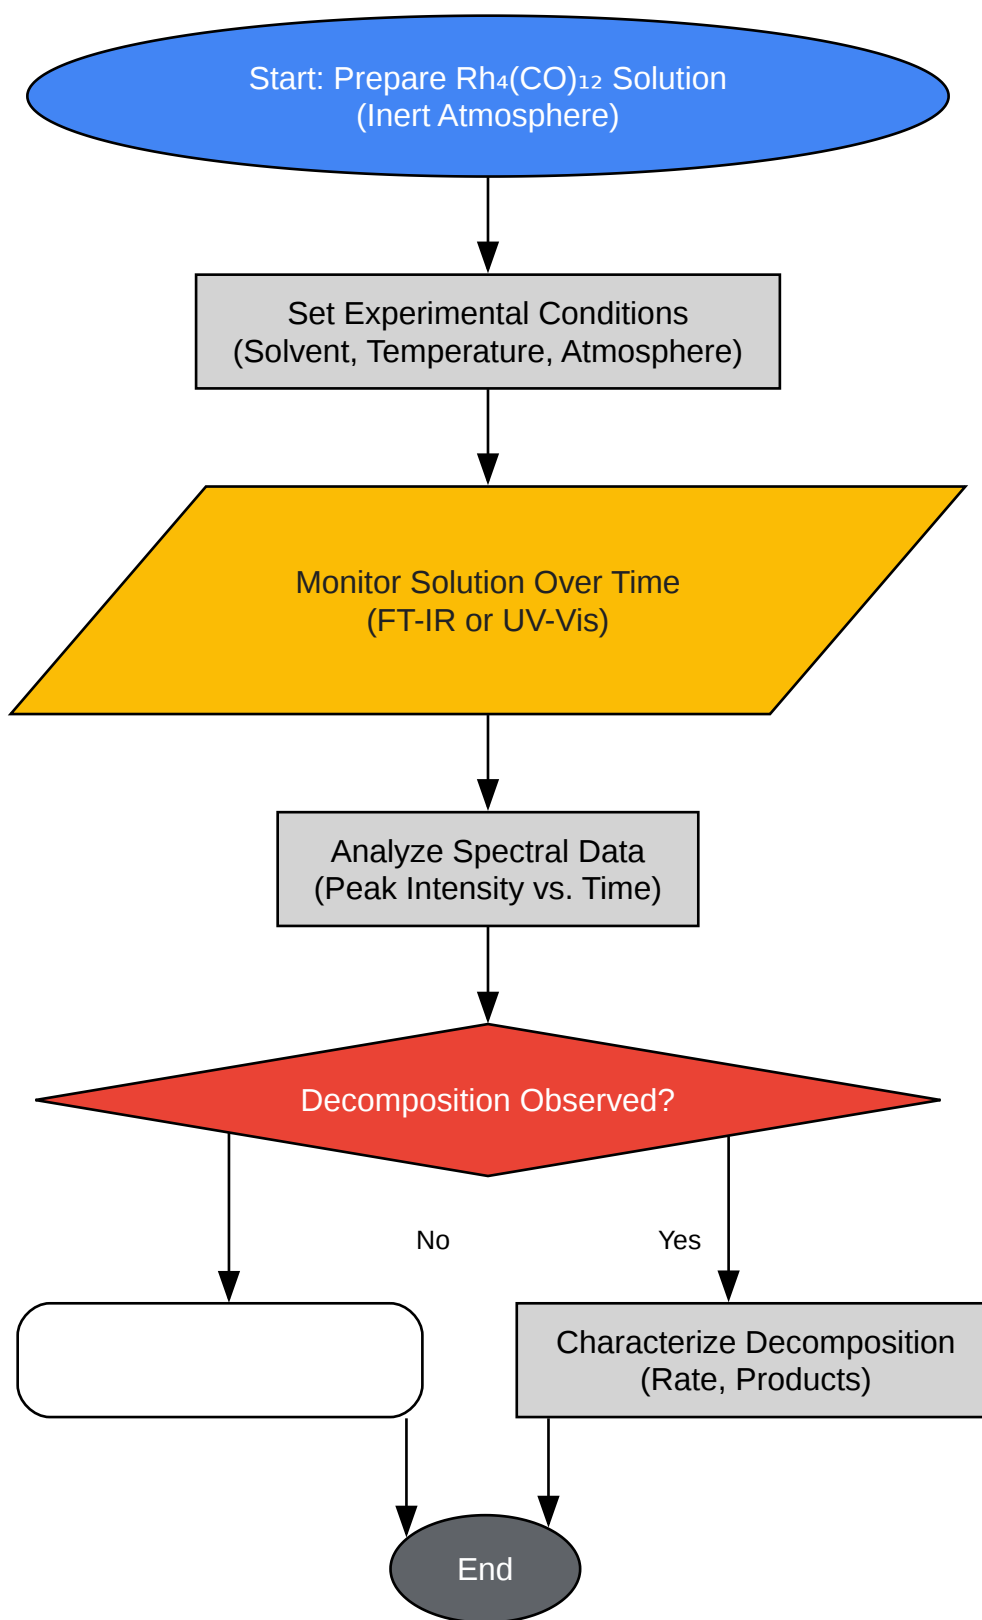 Start: Prepare Rh₄(CO)₁₂ Solution
(Inert Atmosphere)
Set Experimental Conditions
(Solvent, Temperature, Atmosphere)
Monitor Solution Over Time
(FT-IR or UV-Vis)
Analyze Spectral Data
(Peak Intensity vs. Time)
Decomposition Observed?
No
Yes
Characterize Decomposition
(Rate, Products)
End